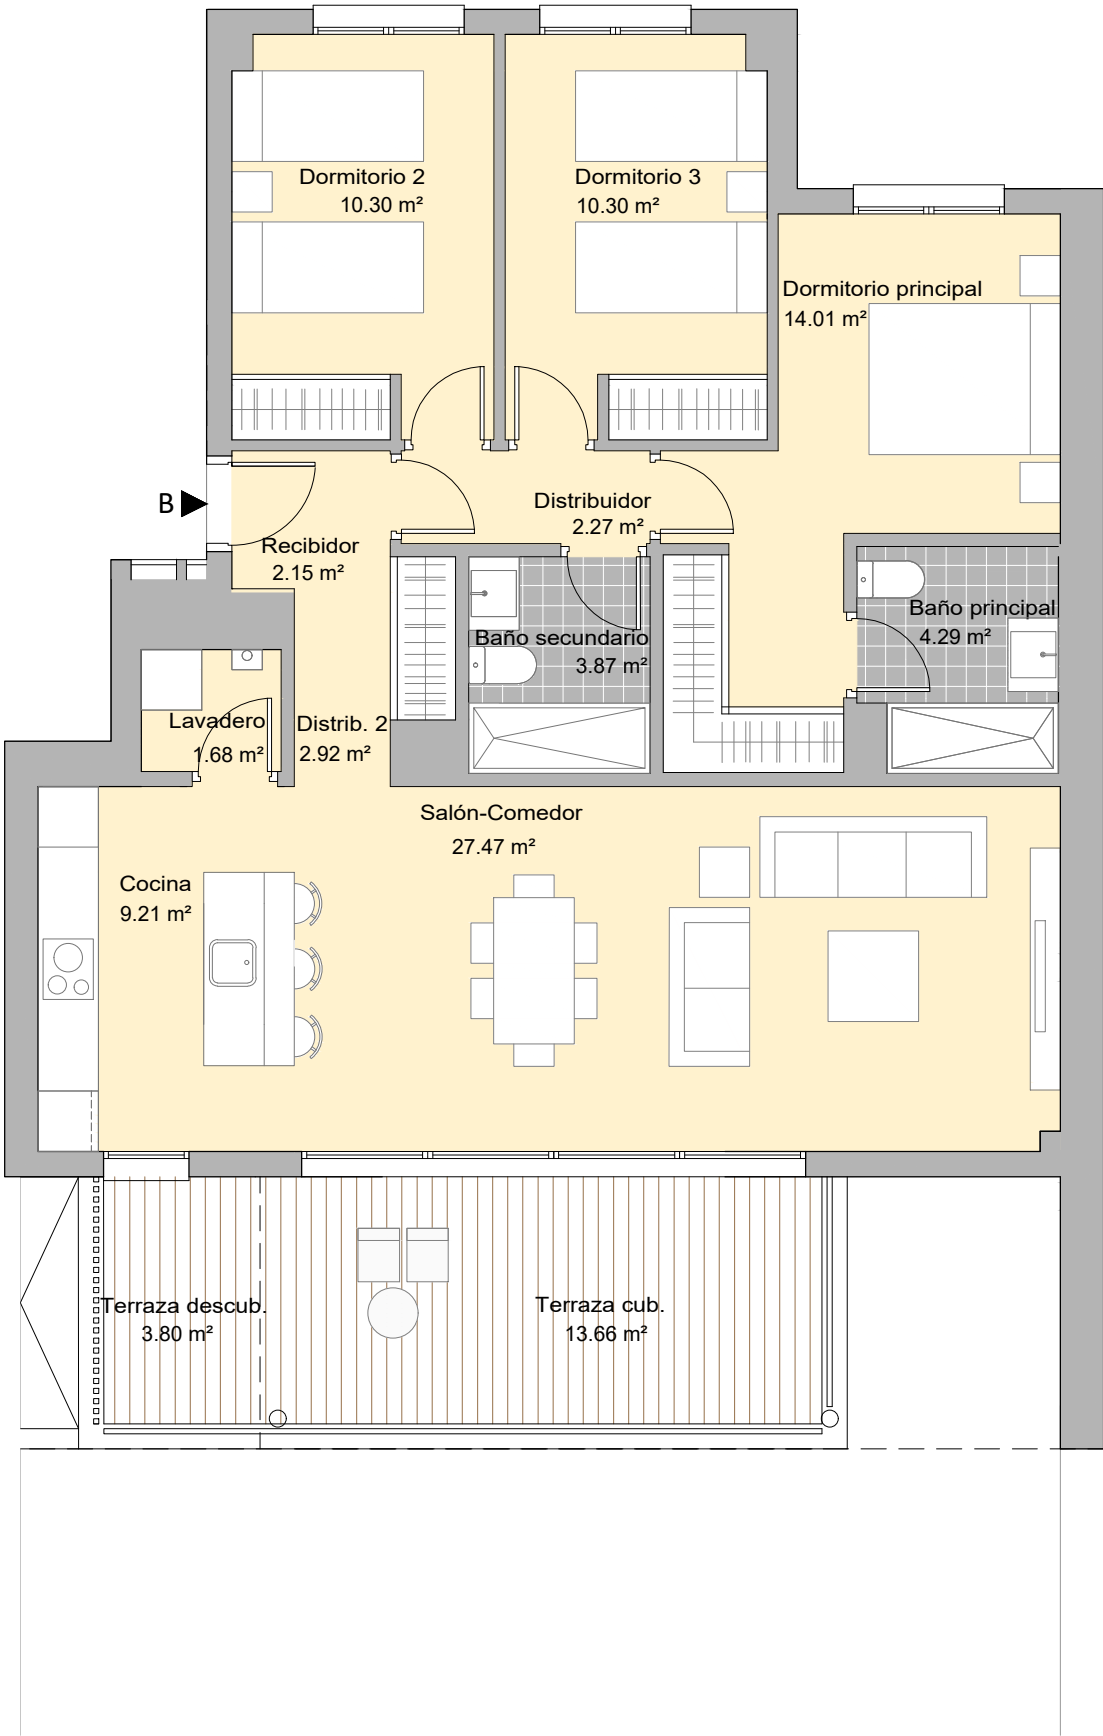 Dormitorio 2
10.30 m²
Dormitorio 3
10.30 m²
Dormitorio principal
14.01 m²
B
Distribuidor
2.27 m²
Recibidor
2.15 m²
Baño principal
4.29 m²
Baño secundario
3.87 m²
Lavadero
1.68 m²
Distrib. 2
2.92 m²
Salón-Comedor
27.47 m²
Cocina
9.21 m²
Terraza descub.
3.80 m²
Terraza cub.
13.66 m²